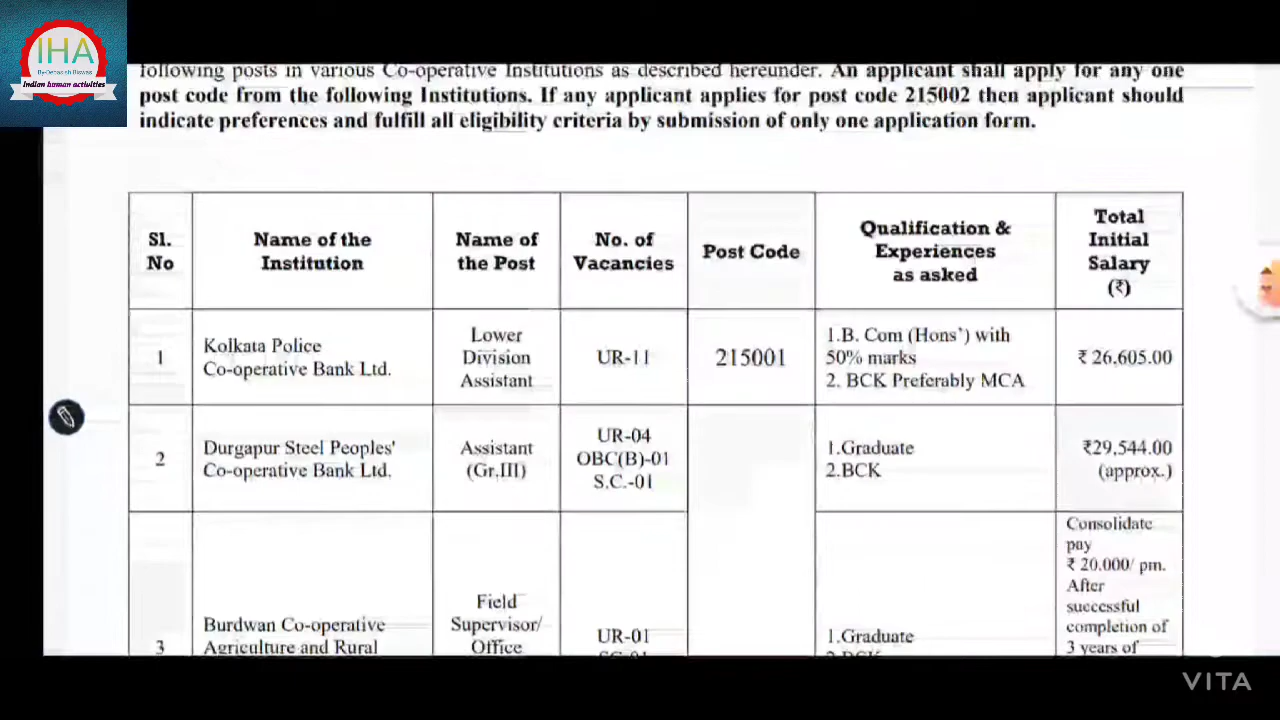 IHA
By-Debasish Biswas
Indian human activities
following posts in various Co-operative Institutions as described hereunder. An applicant shall apply for any one
post code from the following Institutions. If any applicant applies for post code 215002 then applicant should
indicate preferences and fulfill all eligibility criteria by submission of only one application form.
Sl. No
Name of the Institution
Name of the Post
No. of Vacancies
Post Code
Qualification & Experiences as asked
Total Initial Salary (₹)
1
Kolkata Police
Co-operative Bank Ltd.
Lower
Division
Assistant
UR-11
215001
1.B. Com (Hons') with
50% marks
2. BCK Preferably MCA
₹ 26,605.00
2
Durgapur Steel Peoples'
Co-operative Bank Ltd.
Assistant
(Gr.III)
UR-04
OBC(B)-01
S.C.-01
1.Graduate
2.BCK
₹29,544.00
(approx.)
3
Burdwan Co-operative
Agriculture and Rural
Field
Supervisor/
Office
UR-01
1.Graduate
Consolidate
pay
₹ 20.000/ pm.
After
successful
completion of
3 years of
VITA